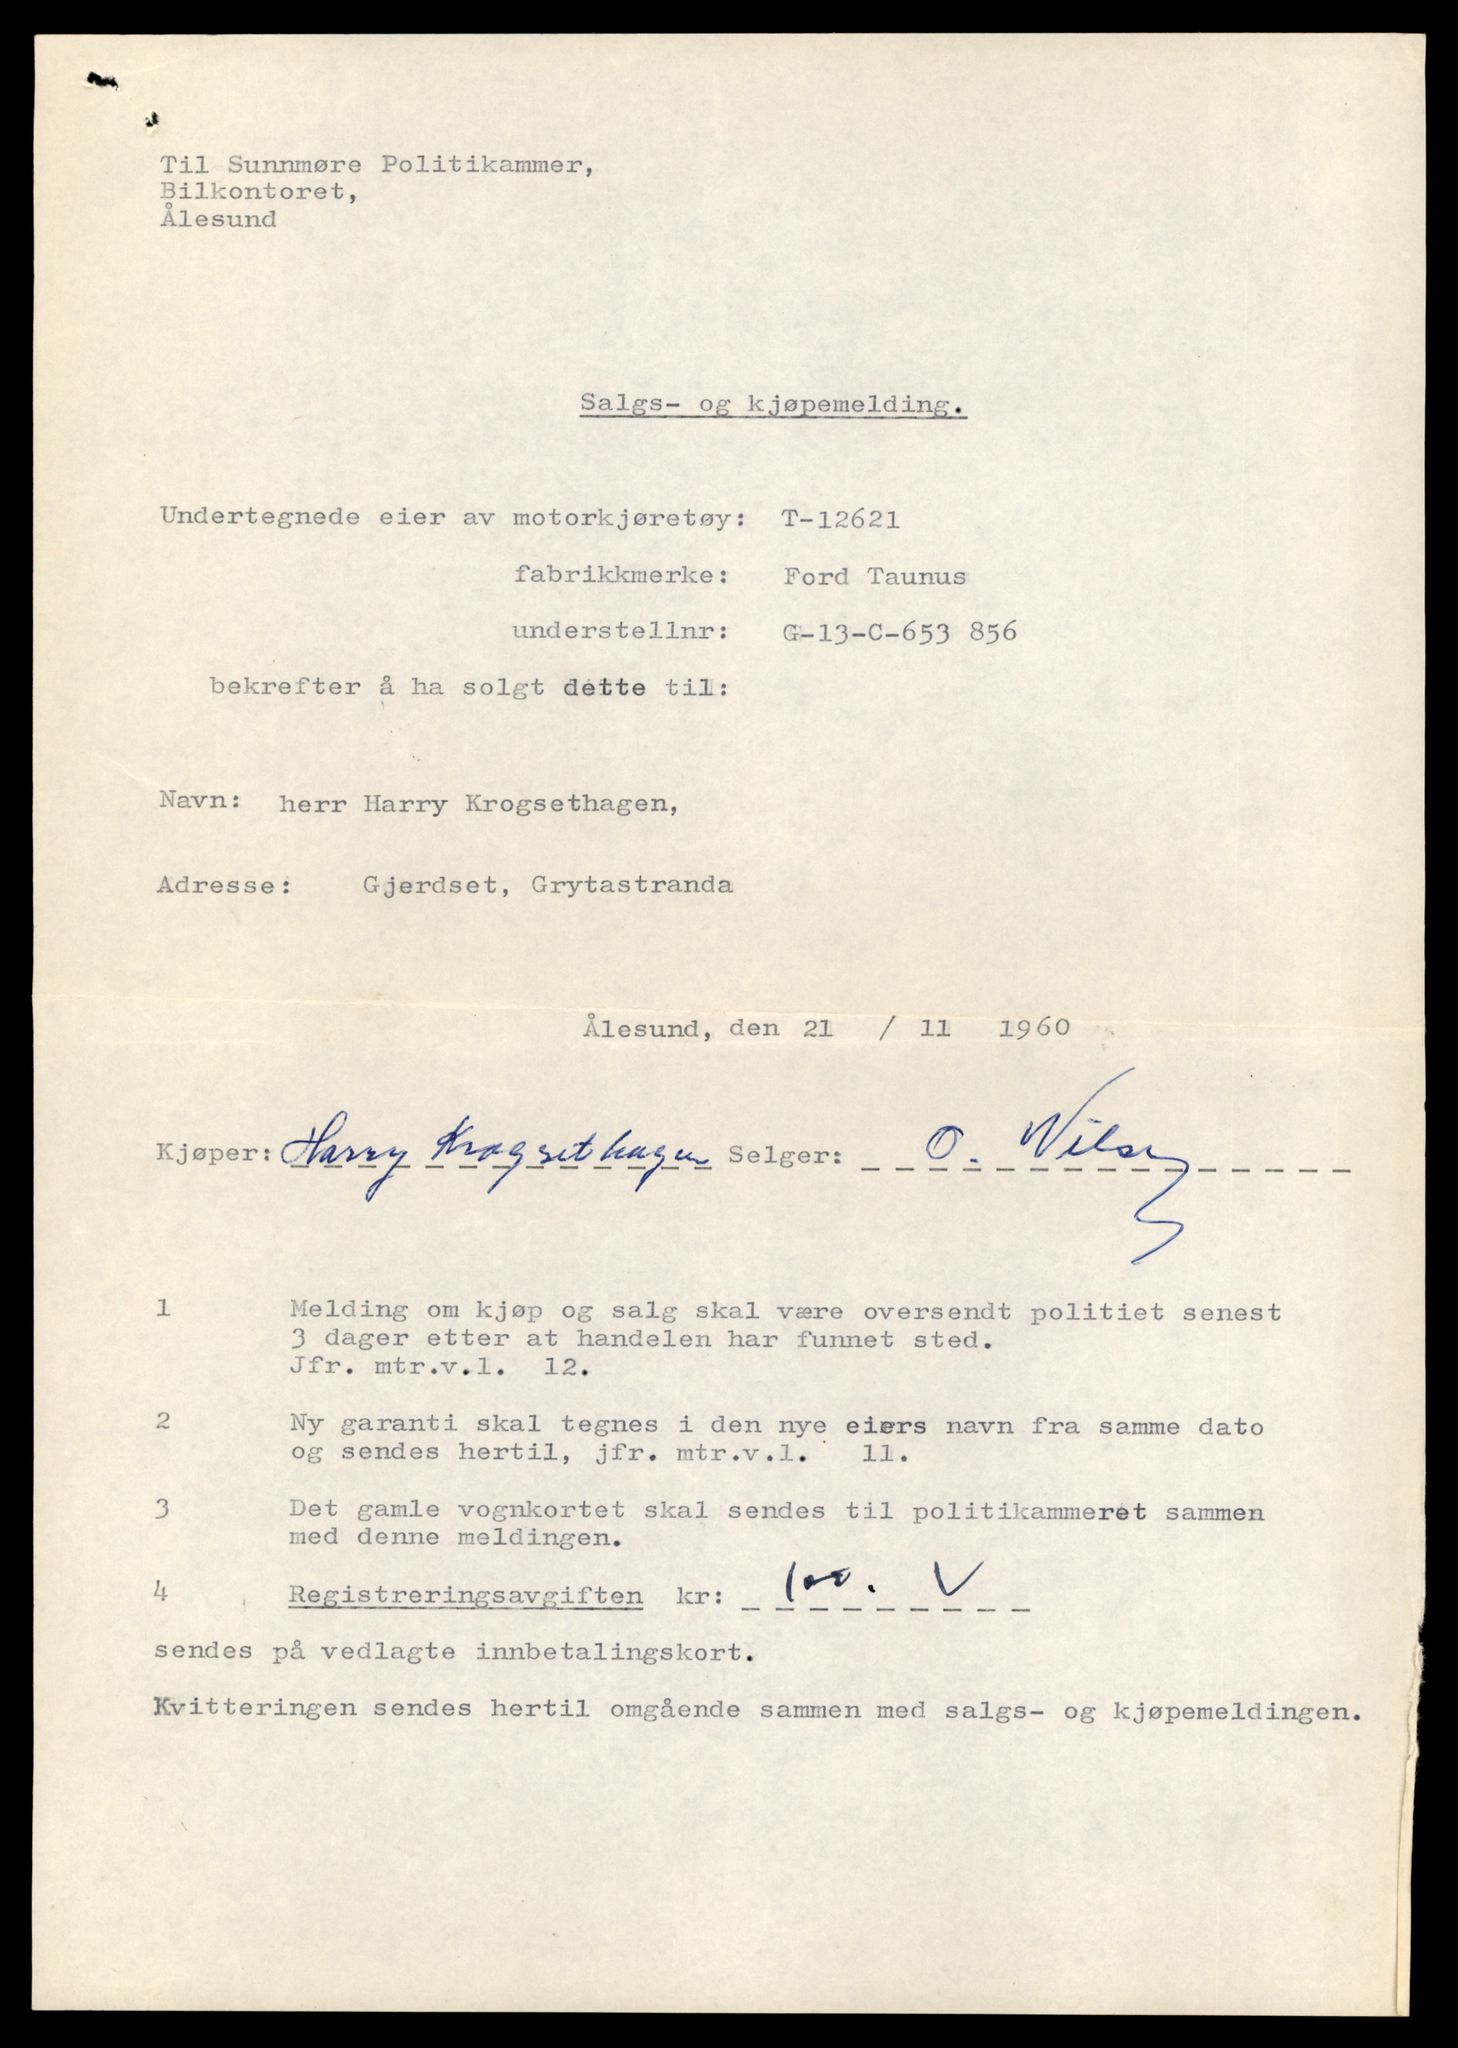 Til Sunnmøre Politikammer,
Bilkontoret,
Ålesund
Salgs- og kjøpemelding.
Undertegnede eier av motorkjøretøy: T-12621
fabrikkmerke: Ford Taunus
understellnr: G-13-C-653 856
bekrefter å ha solgt dette til:
Navn: herr Harry Krogsethagen,
Adresse: Gjerdset, Grytastranda
Ålesund, den 21 / 11 1960
Kjøper: Harry Krogsethagen Selger: O. Nilsen
1 Melding om kjøp og salg skal være oversendt politiet senest
3 dager etter at handelen har funnet sted.
Jfr. mtr.v.l. 12.
2 Ny garanti skal tegnes i den nye eiers navn fra samme dato
og sendes hertil, jfr. mtr.v.l. 11.
3 Det gamle vognkortet skal sendes til politikammeret sammen
med denne meldingen.
4 Registreringsavgiften kr: 100. V
sendes på vedlagte innbetalingskort.
Kvitteringen sendes hertil omgående sammen med salgs- og kjøpemeldingen.